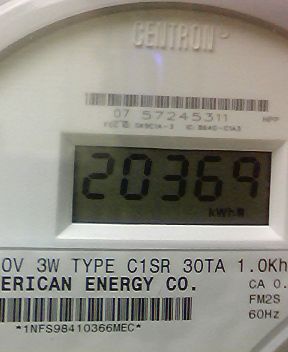 CENTRON
07 57245311
20369
kWh
0V 3W TYPE C1SR 30TA 1.0Kh
ERICAN ENERGY CO.
CA 0.
FM2S
60Hz
*1NFS98410366MEC*